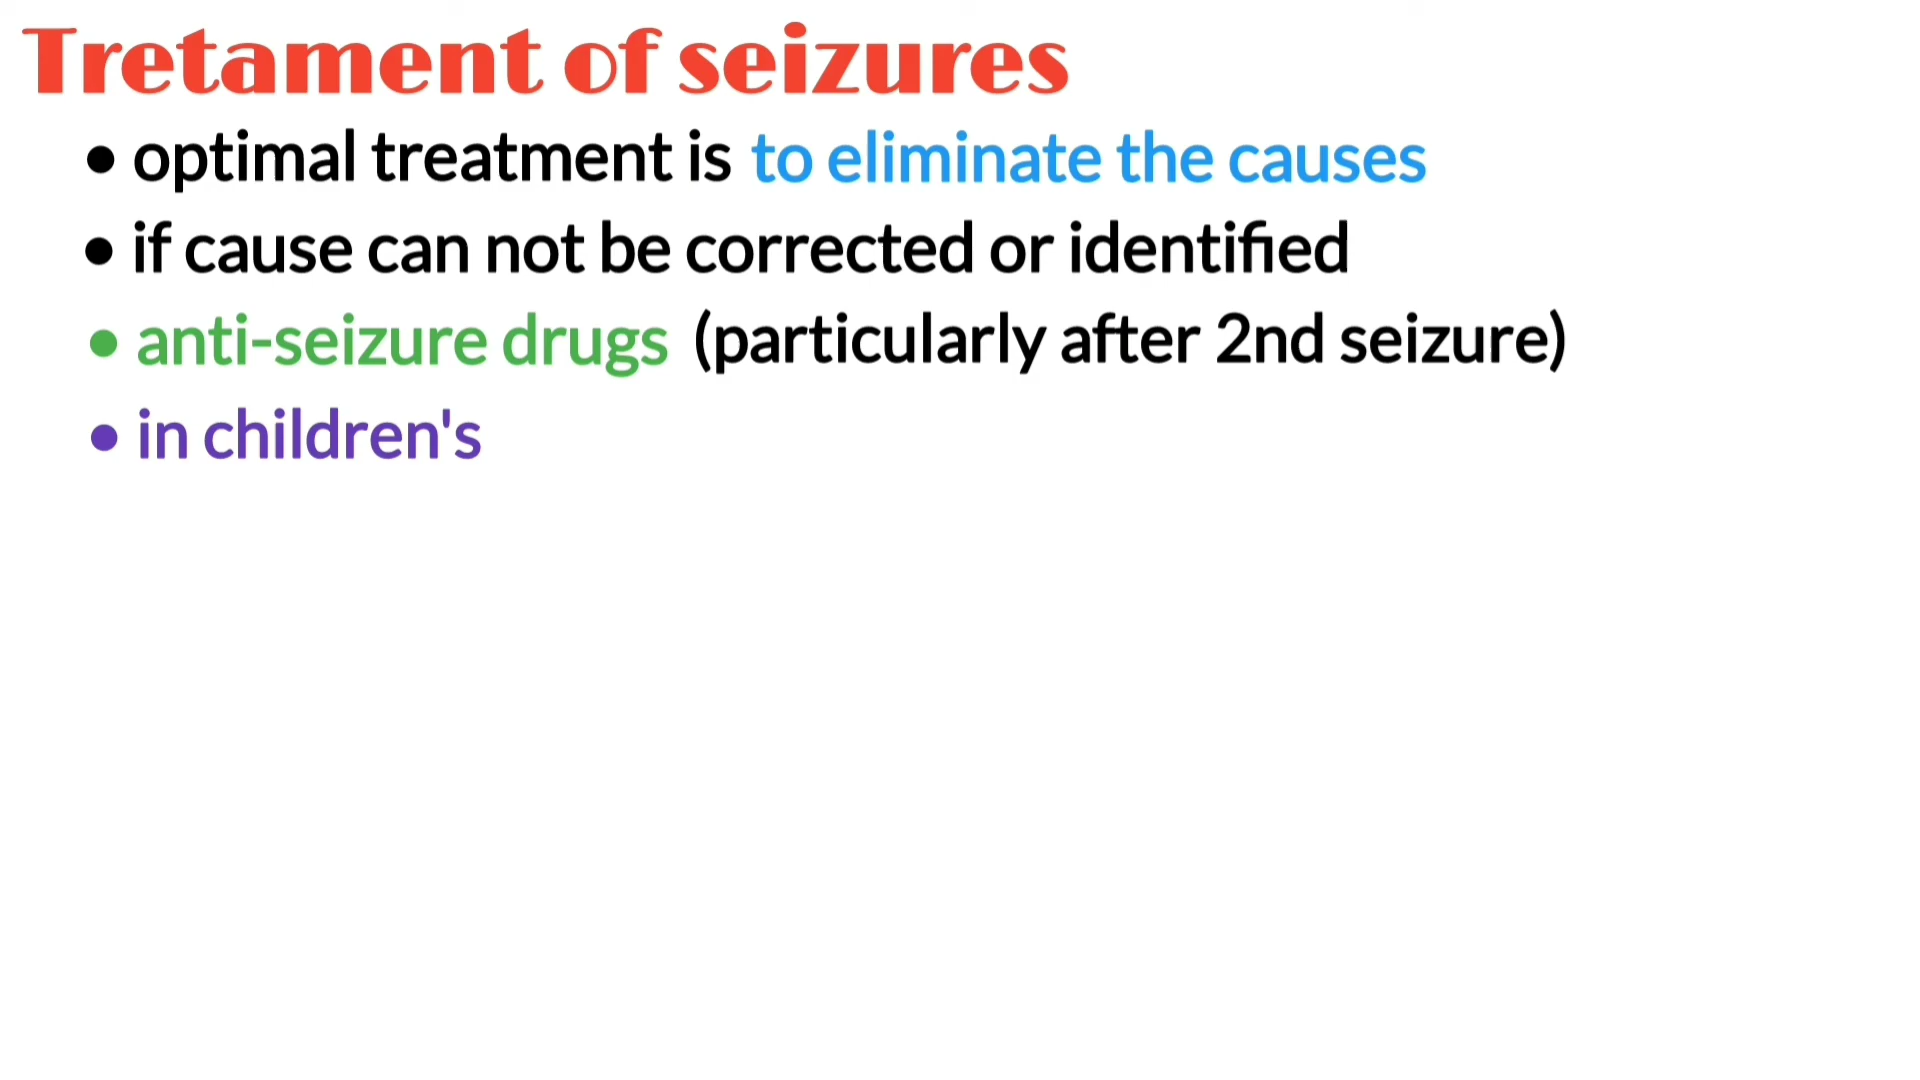 Tretament of seizures
• optimal treatment is to eliminate the causes
• if cause can not be corrected or identified
• anti-seizure drugs (particularly after 2nd seizure)
• in children's